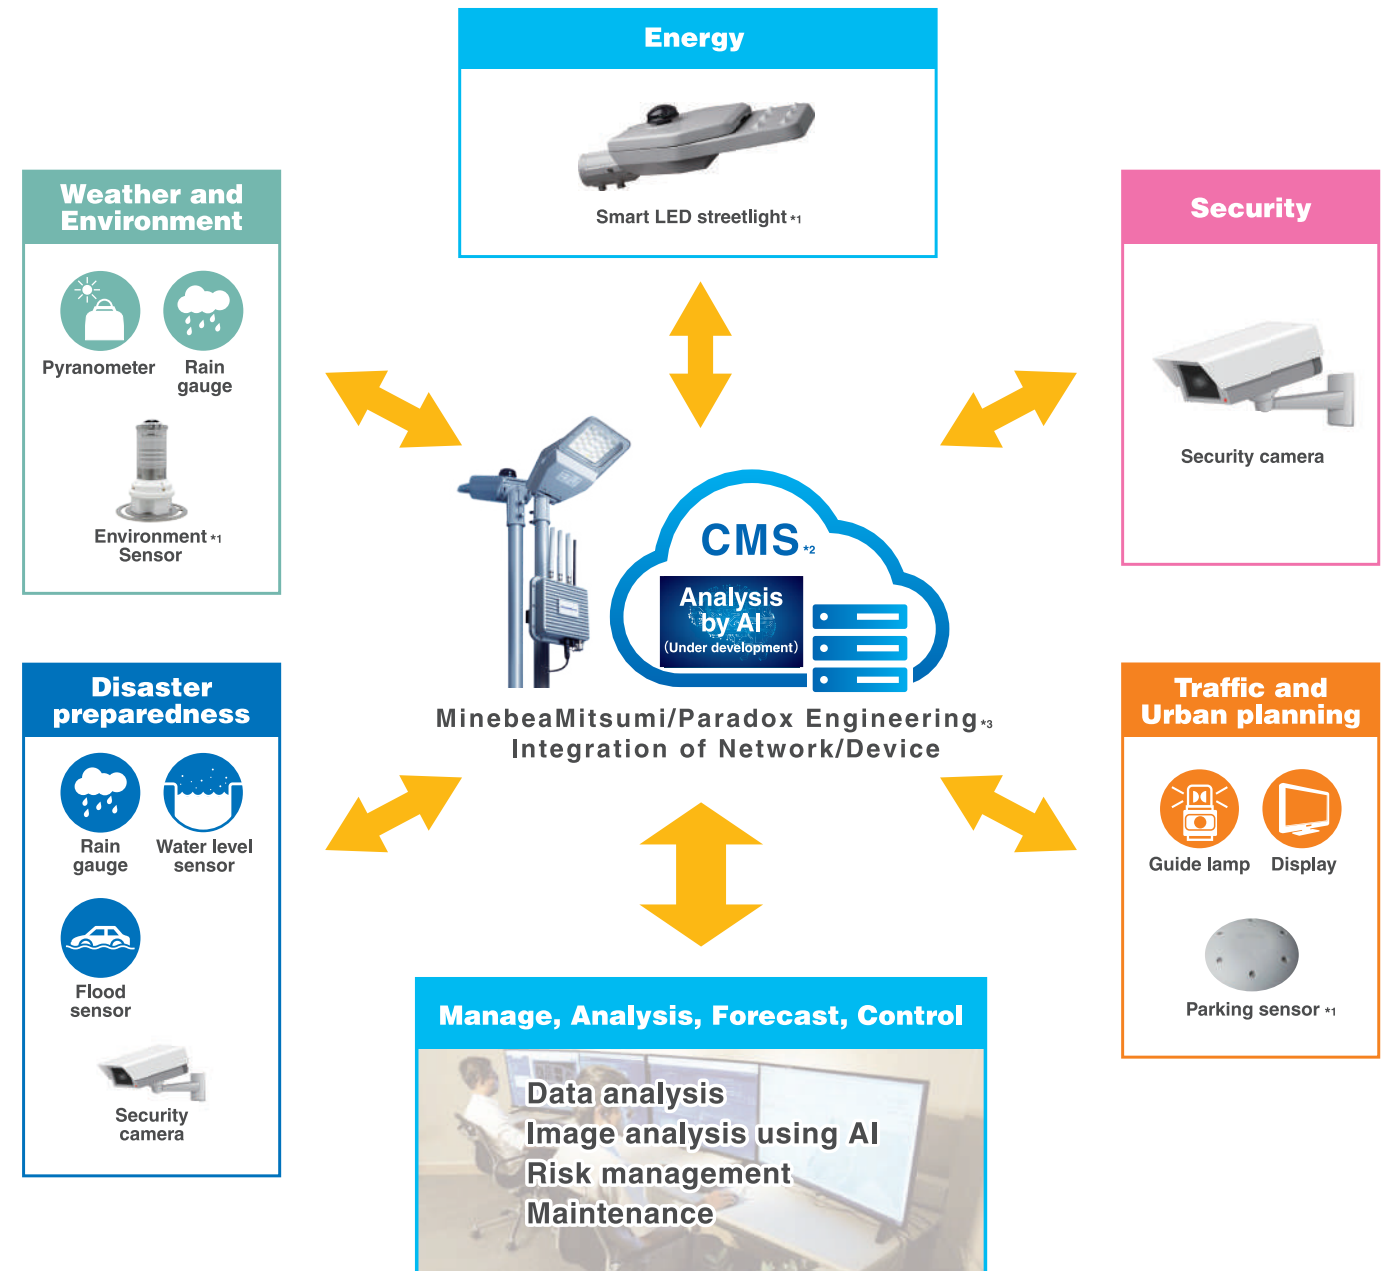 Energy
Smart LED streetlight *1
Weather and
Environment
Pyranometer
Rain
gauge
Environment *1
Sensor
Security
Security camera
CMS *2
Analysis
by AI
(Under development)
MinebeaMitsumi/Paradox Engineering *3
Integration of Network/Device
Disaster
preparedness
Rain
gauge
Water level
sensor
Flood
sensor
Security
camera
Traffic and
Urban planning
Guide lamp
Display
Parking sensor *1
Manage, Analysis, Forecast, Control
Data analysis
Image analysis using AI
Risk management
Maintenance